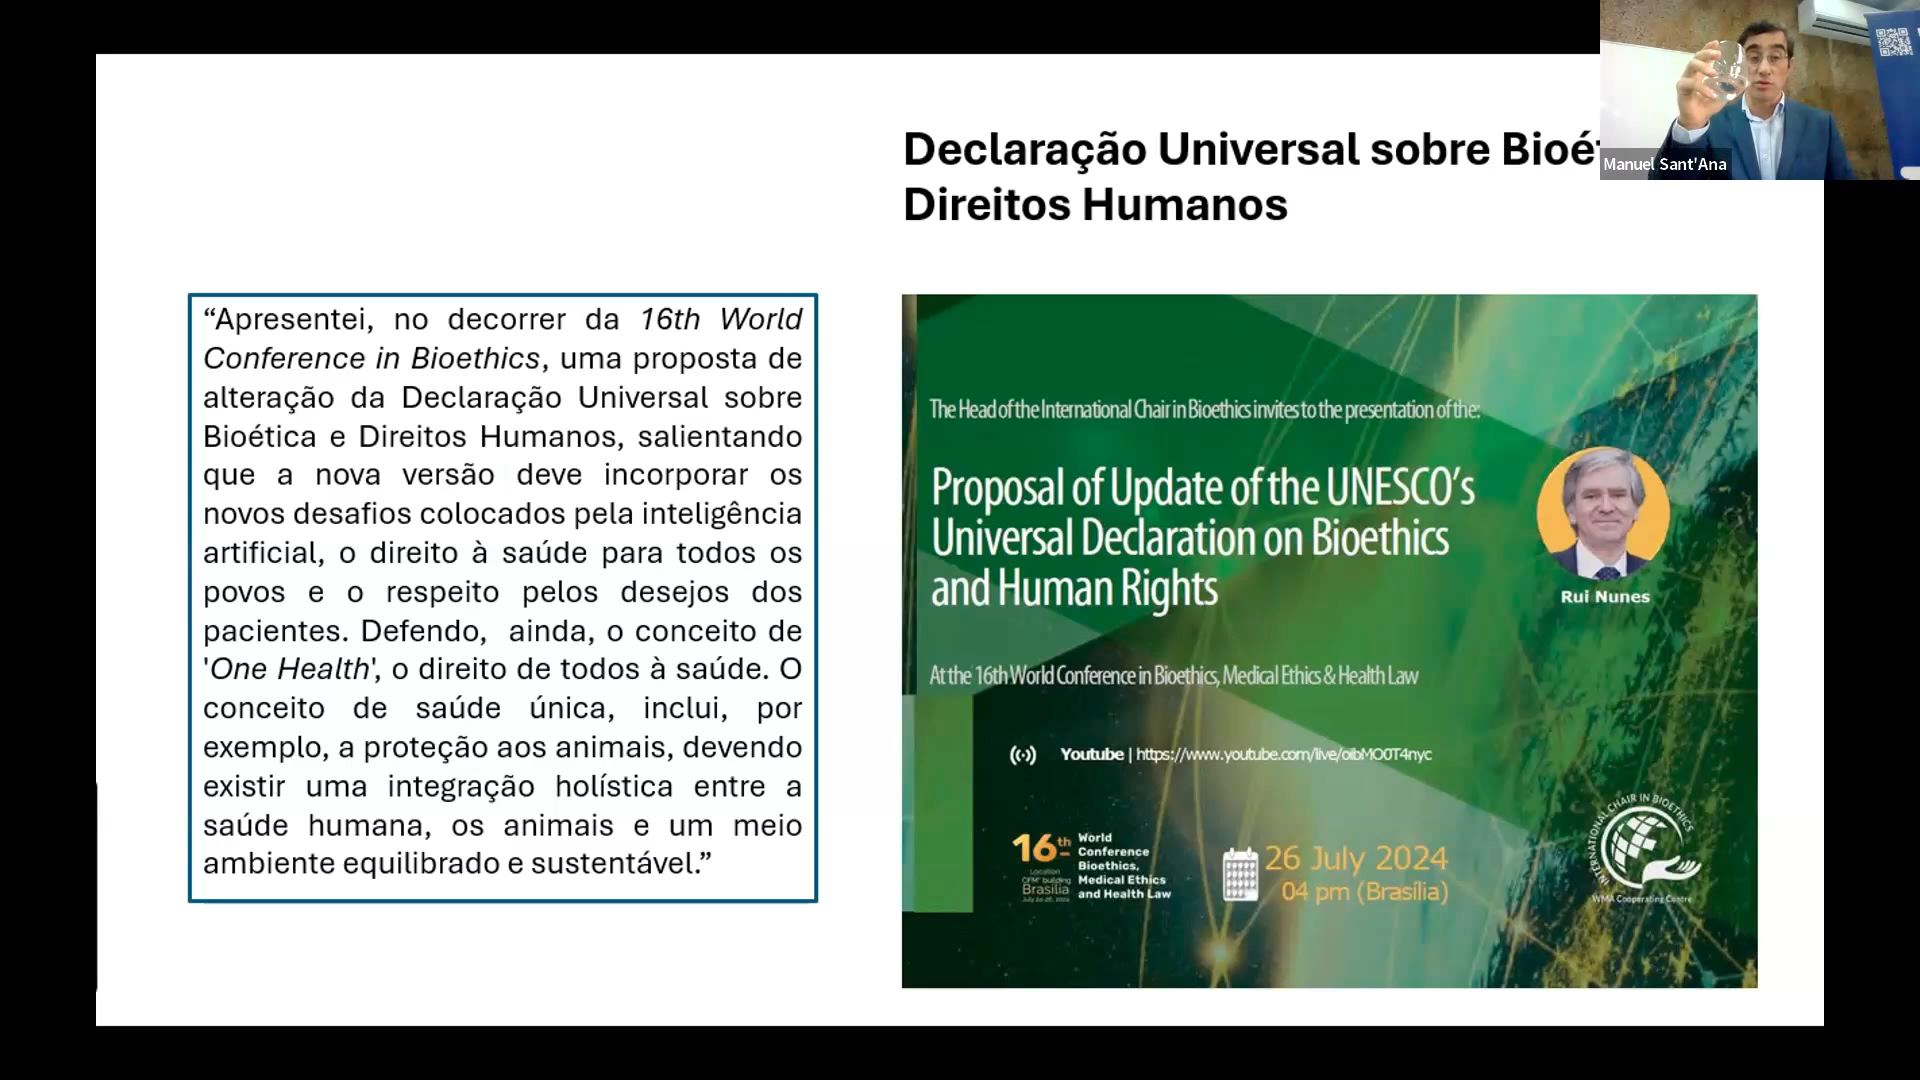 Declaração Universal sobre Bioét
Direitos Humanos
Manuel Sant'Ana
“Apresentei, no decorrer da 16th World
Conference in Bioethics, uma proposta de
alteração da Declaração Universal sobre
Bioética e Direitos Humanos, salientando
que a nova versão deve incorporar os
novos desafios colocados pela inteligência
artificial, o direito à saúde para todos os
povos e o respeito pelos desejos dos
pacientes. Defendo, ainda, o conceito de
'One Health', o direito de todos à saúde. O
conceito de saúde única, inclui, por
exemplo, a proteção aos animais, devendo
existir uma integração holística entre a
saúde humana, os animais e um meio
ambiente equilibrado e sustentável.”
The Head of the International Chair in Bioethics invites to the presentation of the:
Proposal of Update of the UNESCO's
Universal Declaration on Bioethics
and Human Rights
Rui Nunes
At the 16th World Conference in Bioethics, Medical Ethics & Health Law
Youtube | https://www.youtube.com/live/oibMO0T4nyc
16th
World
Conference
Bioethics,
Medical Ethics
and Health Law
Location
CFM' building
Brasília
26 July 2024
04 pm (Brasília)
INTERNATIONAL CHAIR IN BIOETHICS
WMA Cooperating Centre